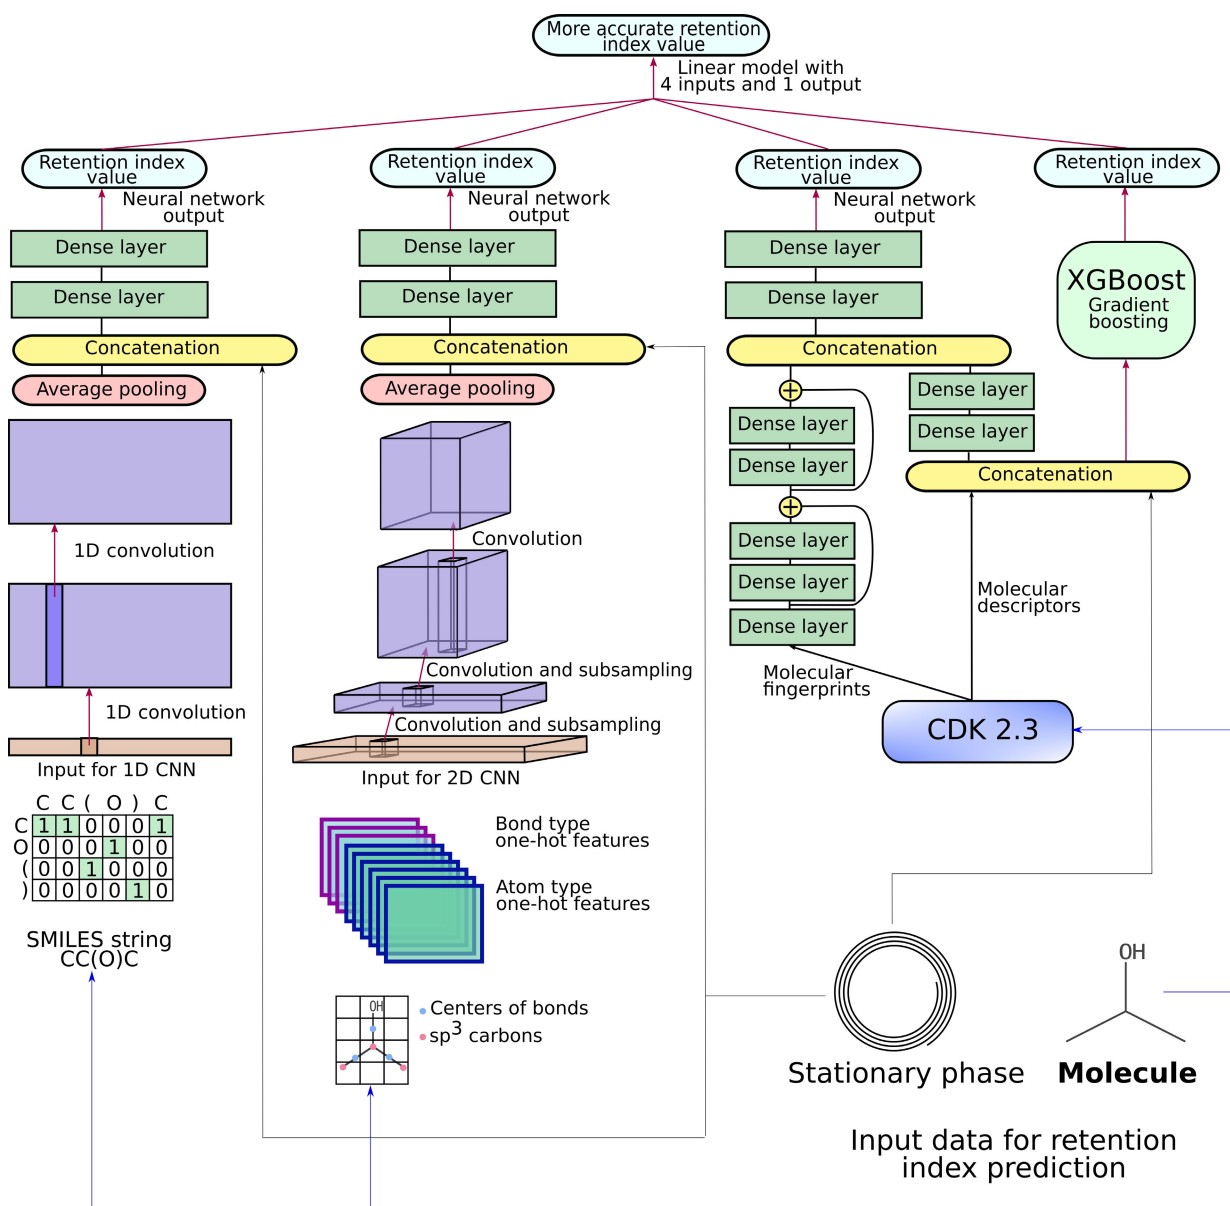 More accurate retention
index value
Linear model with
4 inputs and 1 output
Retention index
value
Neural network
output
Dense layer
Dense layer
Concatenation
Average pooling
1D convolution
1D convolution
Input for 1D CNN
C C ( O ) C
C 1 1 0 0 0 1
O 0 0 0 1 0 0
( 0 0 1 0 0 0
) 0 0 0 0 1 0
SMILES string
CC(O)C
Retention index
value
Neural network
output
Dense layer
Dense layer
Concatenation
Average pooling
Convolution
Convolution and subsampling
Convolution and subsampling
Input for 2D CNN
Bond type
one-hot features
Atom type
one-hot features
OH
Centers of bonds
sp3 carbons
Retention index
value
Neural network
output
Dense layer
Dense layer
Concatenation
+
Dense layer
Dense layer
+
Dense layer
Dense layer
Dense layer
Molecular
fingerprints
Dense layer
Dense layer
Concatenation
Molecular
descriptors
CDK 2.3
Retention index
value
XGBoost
Gradient
boosting
OH
Stationary phase
Molecule
Input data for retention
index prediction